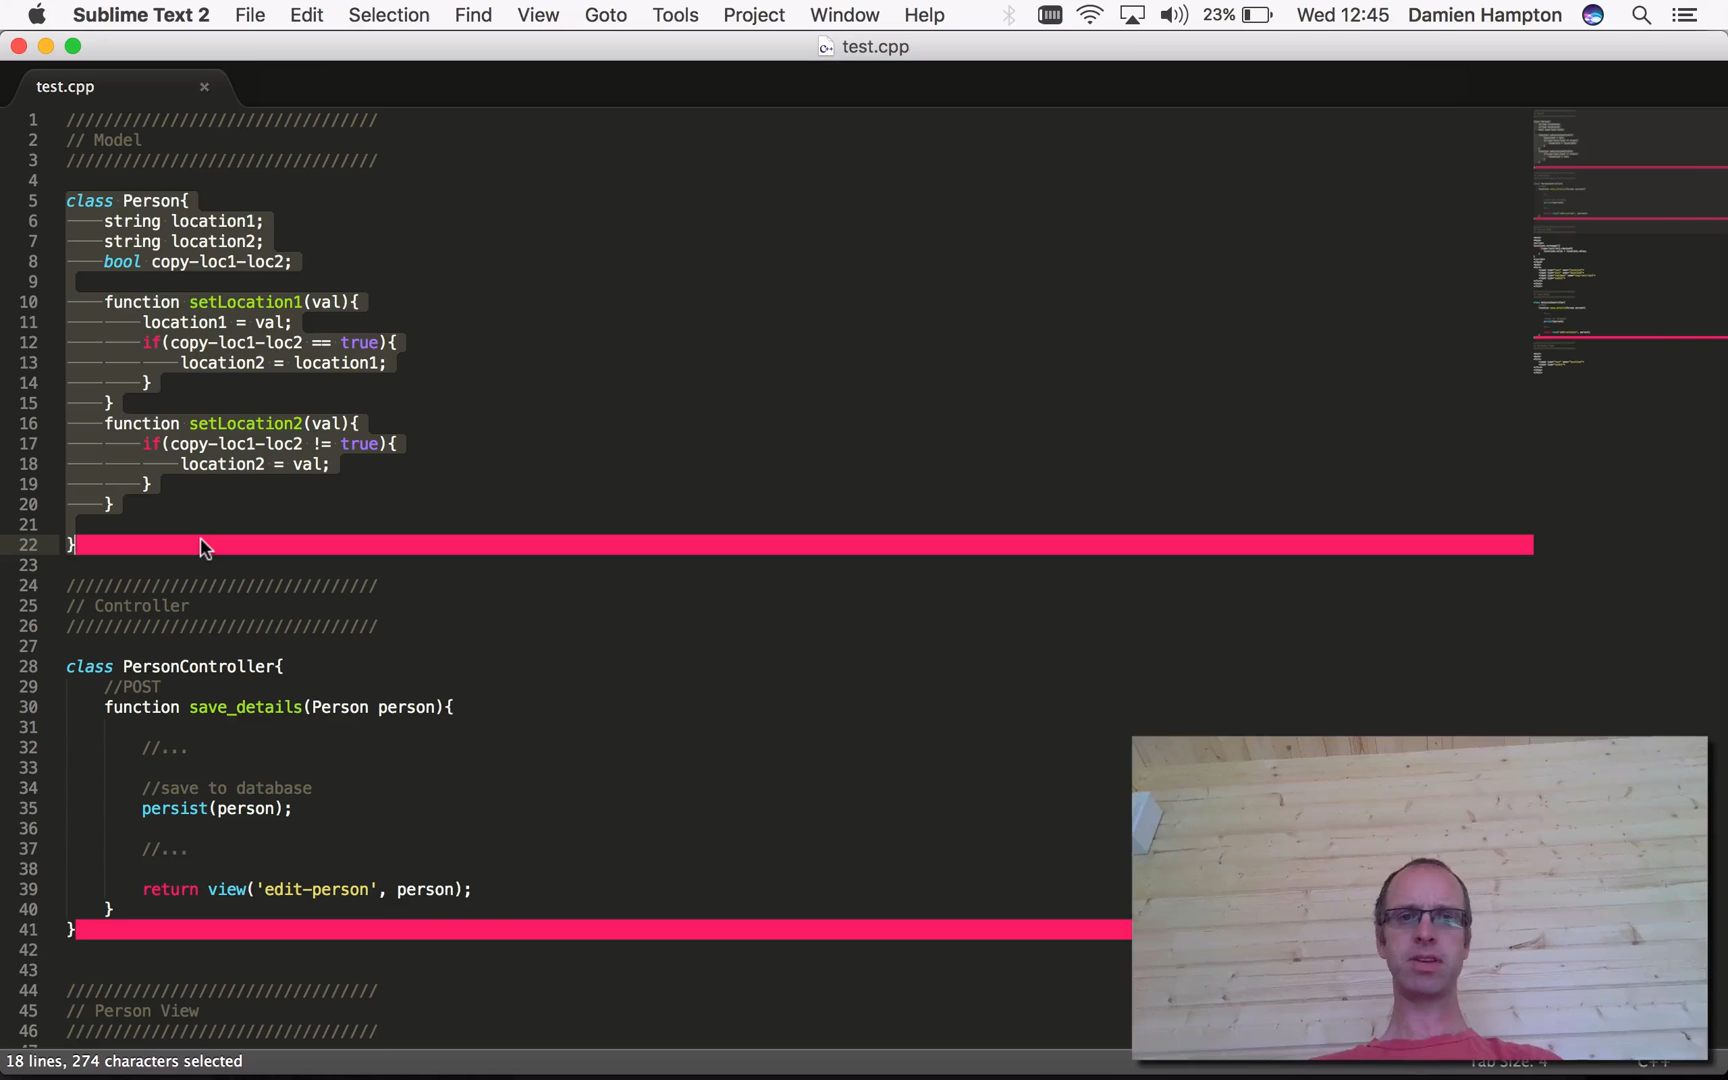 Sublime Text 2 File Edit Selection Find View Goto Tools Project Window Help 23% Wed 12:45 Damien Hampton
test.cpp
test.cpp
1 /////////////////////////////////
2 // Model
3 /////////////////////////////////
4
5 class Person{
6 string location1;
7 string location2;
8 bool copy-loc1-loc2;
9
10 function setLocation1(val){
11 location1 = val;
12 if(copy-loc1-loc2 == true){
13 location2 = location1;
14 }
15 }
16 function setLocation2(val){
17 if(copy-loc1-loc2 != true){
18 location2 = val;
19 }
20 }
21
22 }
23
24 /////////////////////////////////
25 // Controller
26 /////////////////////////////////
27
28 class PersonController{
29 //POST
30 function save_details(Person person){
31
32 //...
33
34 //save to database
35 persist(person);
36
37 //...
38
39 return view('edit-person', person);
40 }
41 }
42
43
44 /////////////////////////////////
45 // Person View
46 /////////////////////////////////
18 lines, 274 characters selected Tab Size: 4 C++